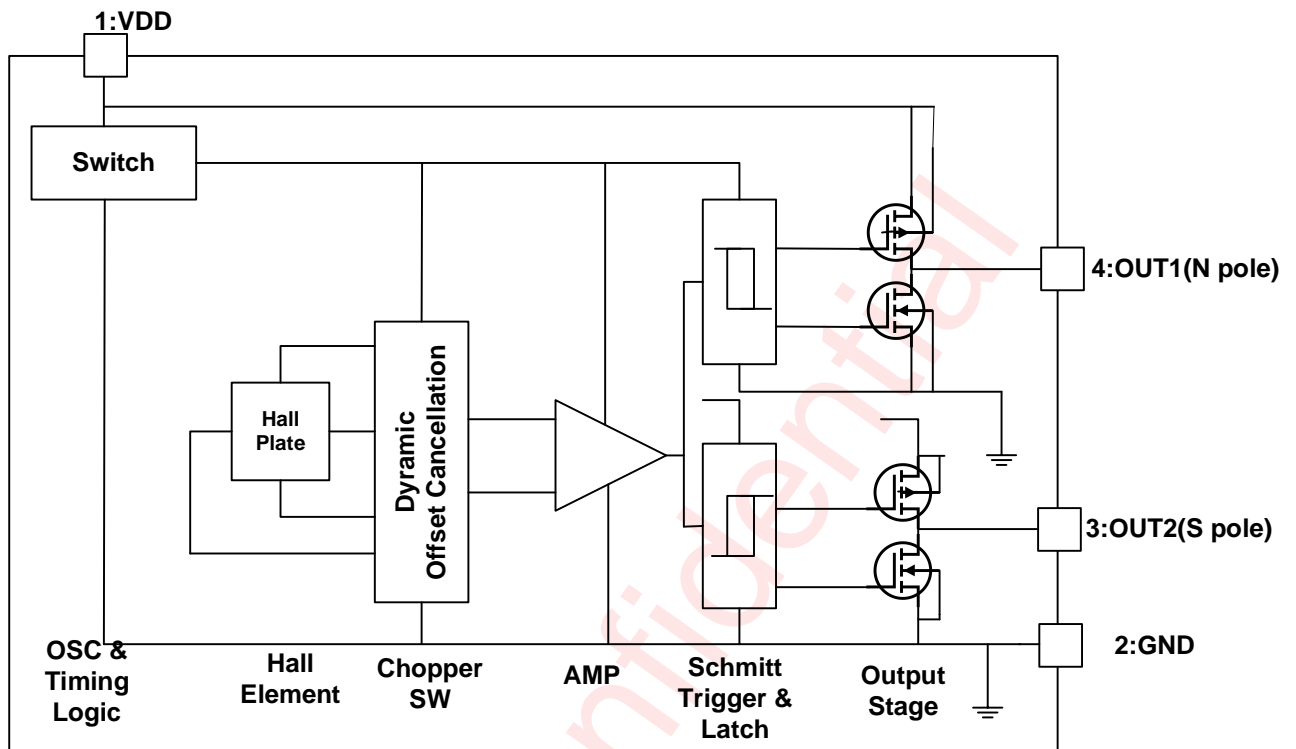 1:VDD
Switch
4:OUT1(N pole)
Hall
Plate
Dyramic
Offset Cancellation
3:OUT2(S pole)
2:GND
OSC &
Timing
Logic
Hall
Element
Chopper
SW
AMP
Schmitt
Trigger &
Latch
Output
Stage
nfidential